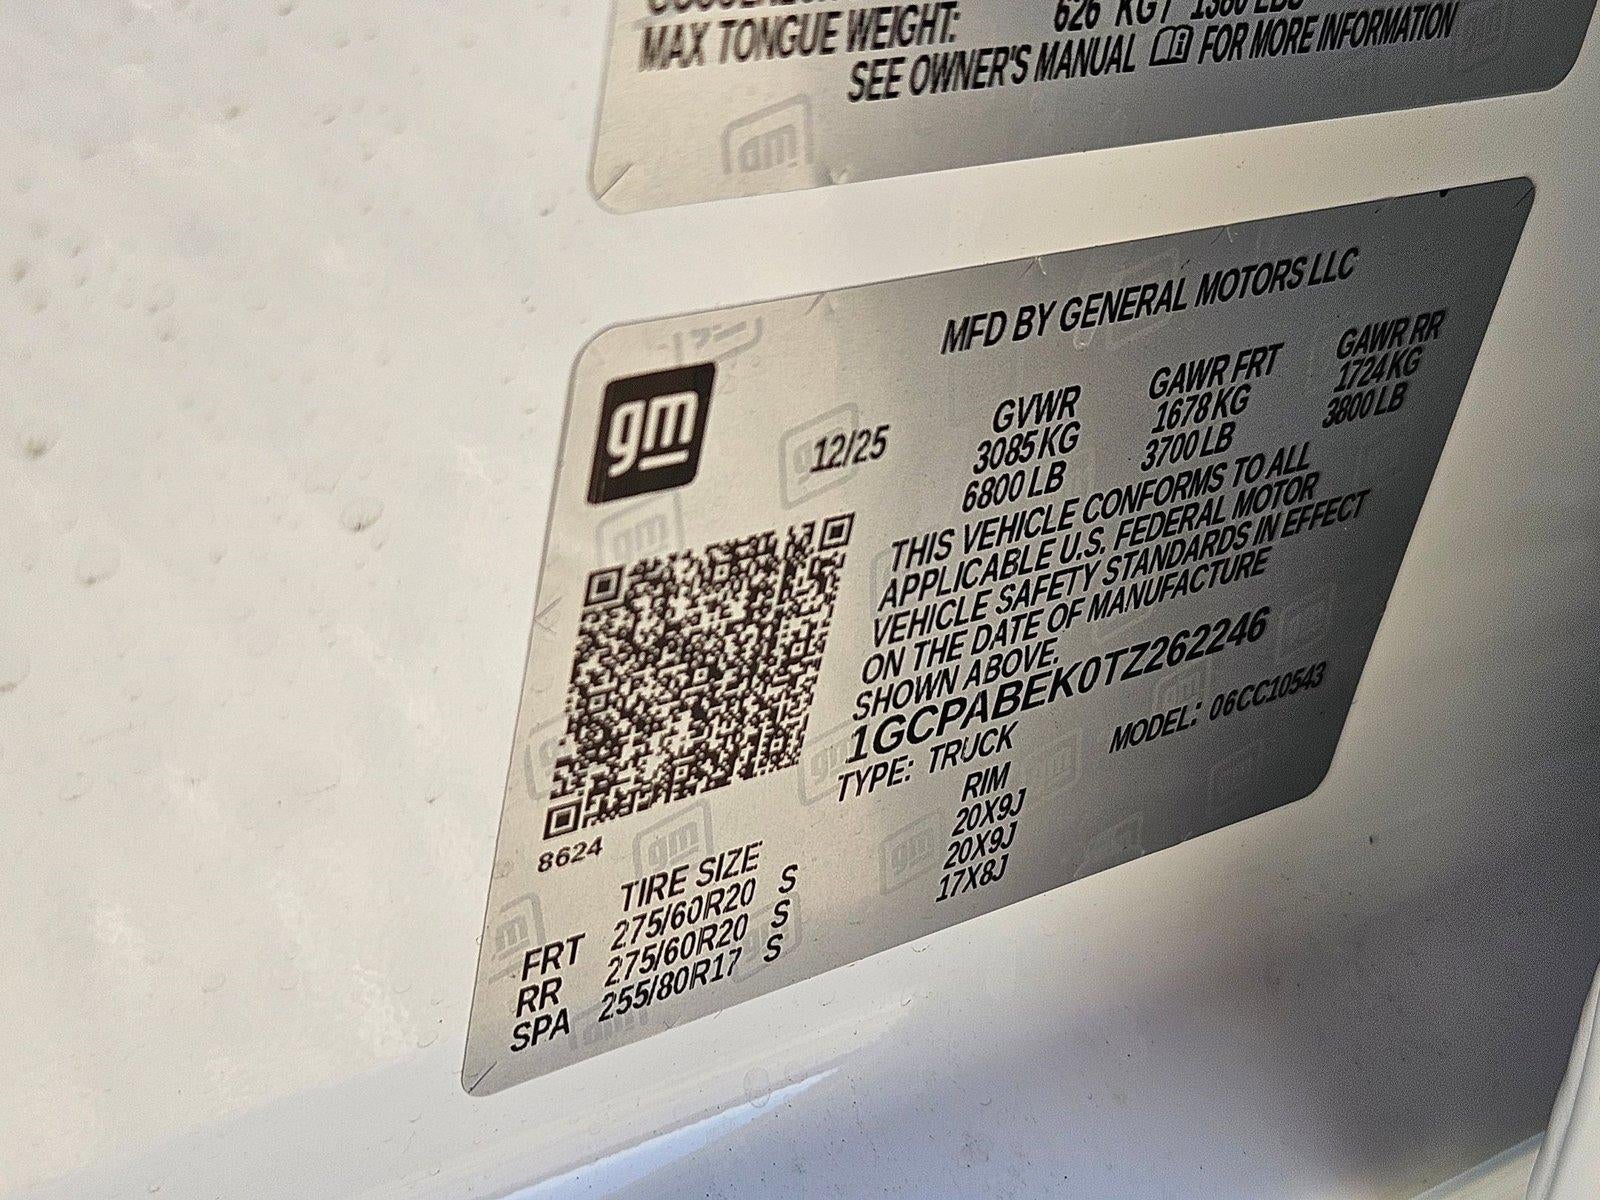 MAX TONGUE WEIGHT: 626 KG / 1380 LBS
SEE OWNER'S MANUAL FOR MORE INFORMATION
MFD BY GENERAL MOTORS LLC
gm
12/25
GVWR GAWR FRT GAWR RR
3085 KG 1678 KG 1724 KG
6800 LB 3700 LB 3800 LB
THIS VEHICLE CONFORMS TO ALL
APPLICABLE U.S. FEDERAL MOTOR
VEHICLE SAFETY STANDARDS IN EFFECT
ON THE DATE OF MANUFACTURE
SHOWN ABOVE.
1GCPABEK0TZ262246
TYPE: TRUCK MODEL: 06CC10543
8624
TIRE SIZE RIM
FRT 275/60R20 S 20X9J
RR 275/60R20 S 20X9J
SPA 255/80R17 S 17X8J